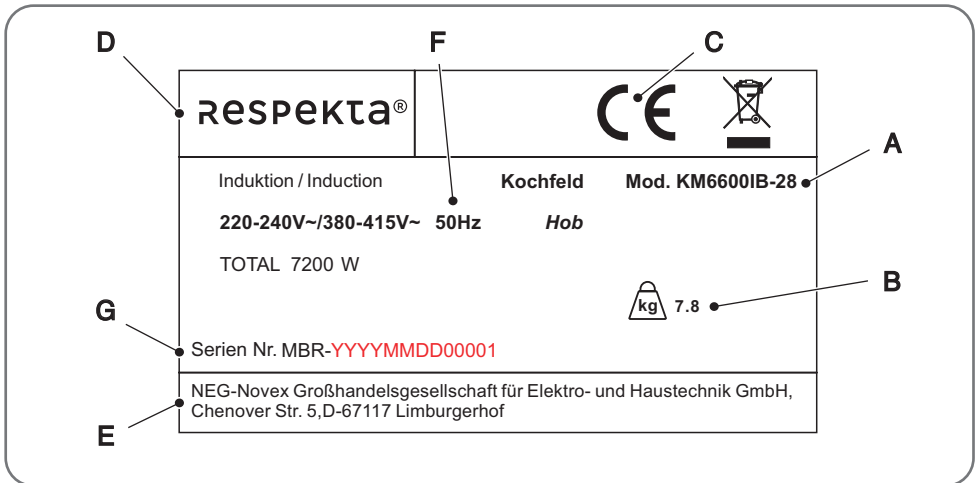 D F C
Respekta®
CE
A
Induktion / Induction Kochfeld Mod. KM6600IB-28
220-240V~/380-415V~ 50Hz Hob
TOTAL 7200 W
B
kg 7.8
G
Serien Nr. MBR-YYYYMMDD00001
NEG-Novex Großhandelsgesellschaft für Elektro- und Haustechnik GmbH,
Chenover Str. 5,D-67117 Limburgerhof
E